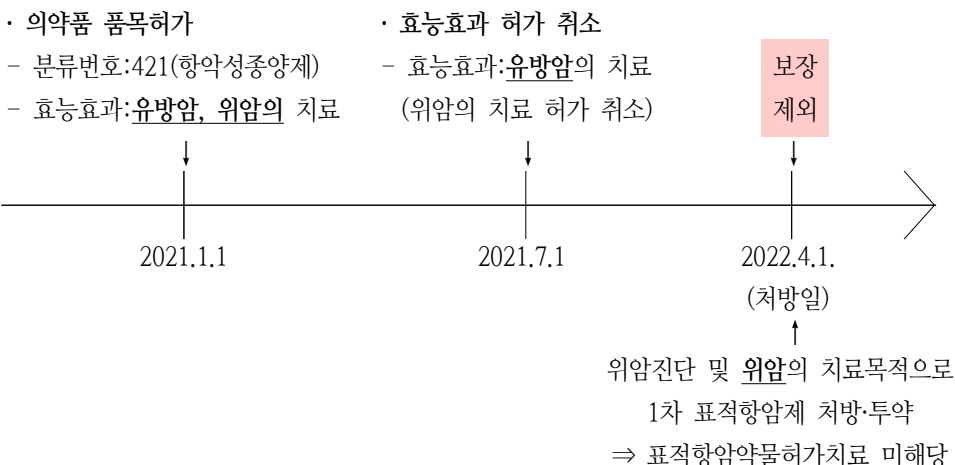 · 의약품 품목허가
- 분류번호:421(항악성종양제)
- 효능효과:유방암, 위암의 치료
· 효능효과 허가 취소
- 효능효과:유방암의 치료
(위암의 치료 허가 취소)
보장
제외
2021.1.1
2021.7.1
2022.4.1.
(처방일)
위암진단 및 위암의 치료목적으로
1차 표적항암제 처방·투약
⇒ 표적항암약물허가치료 미해당